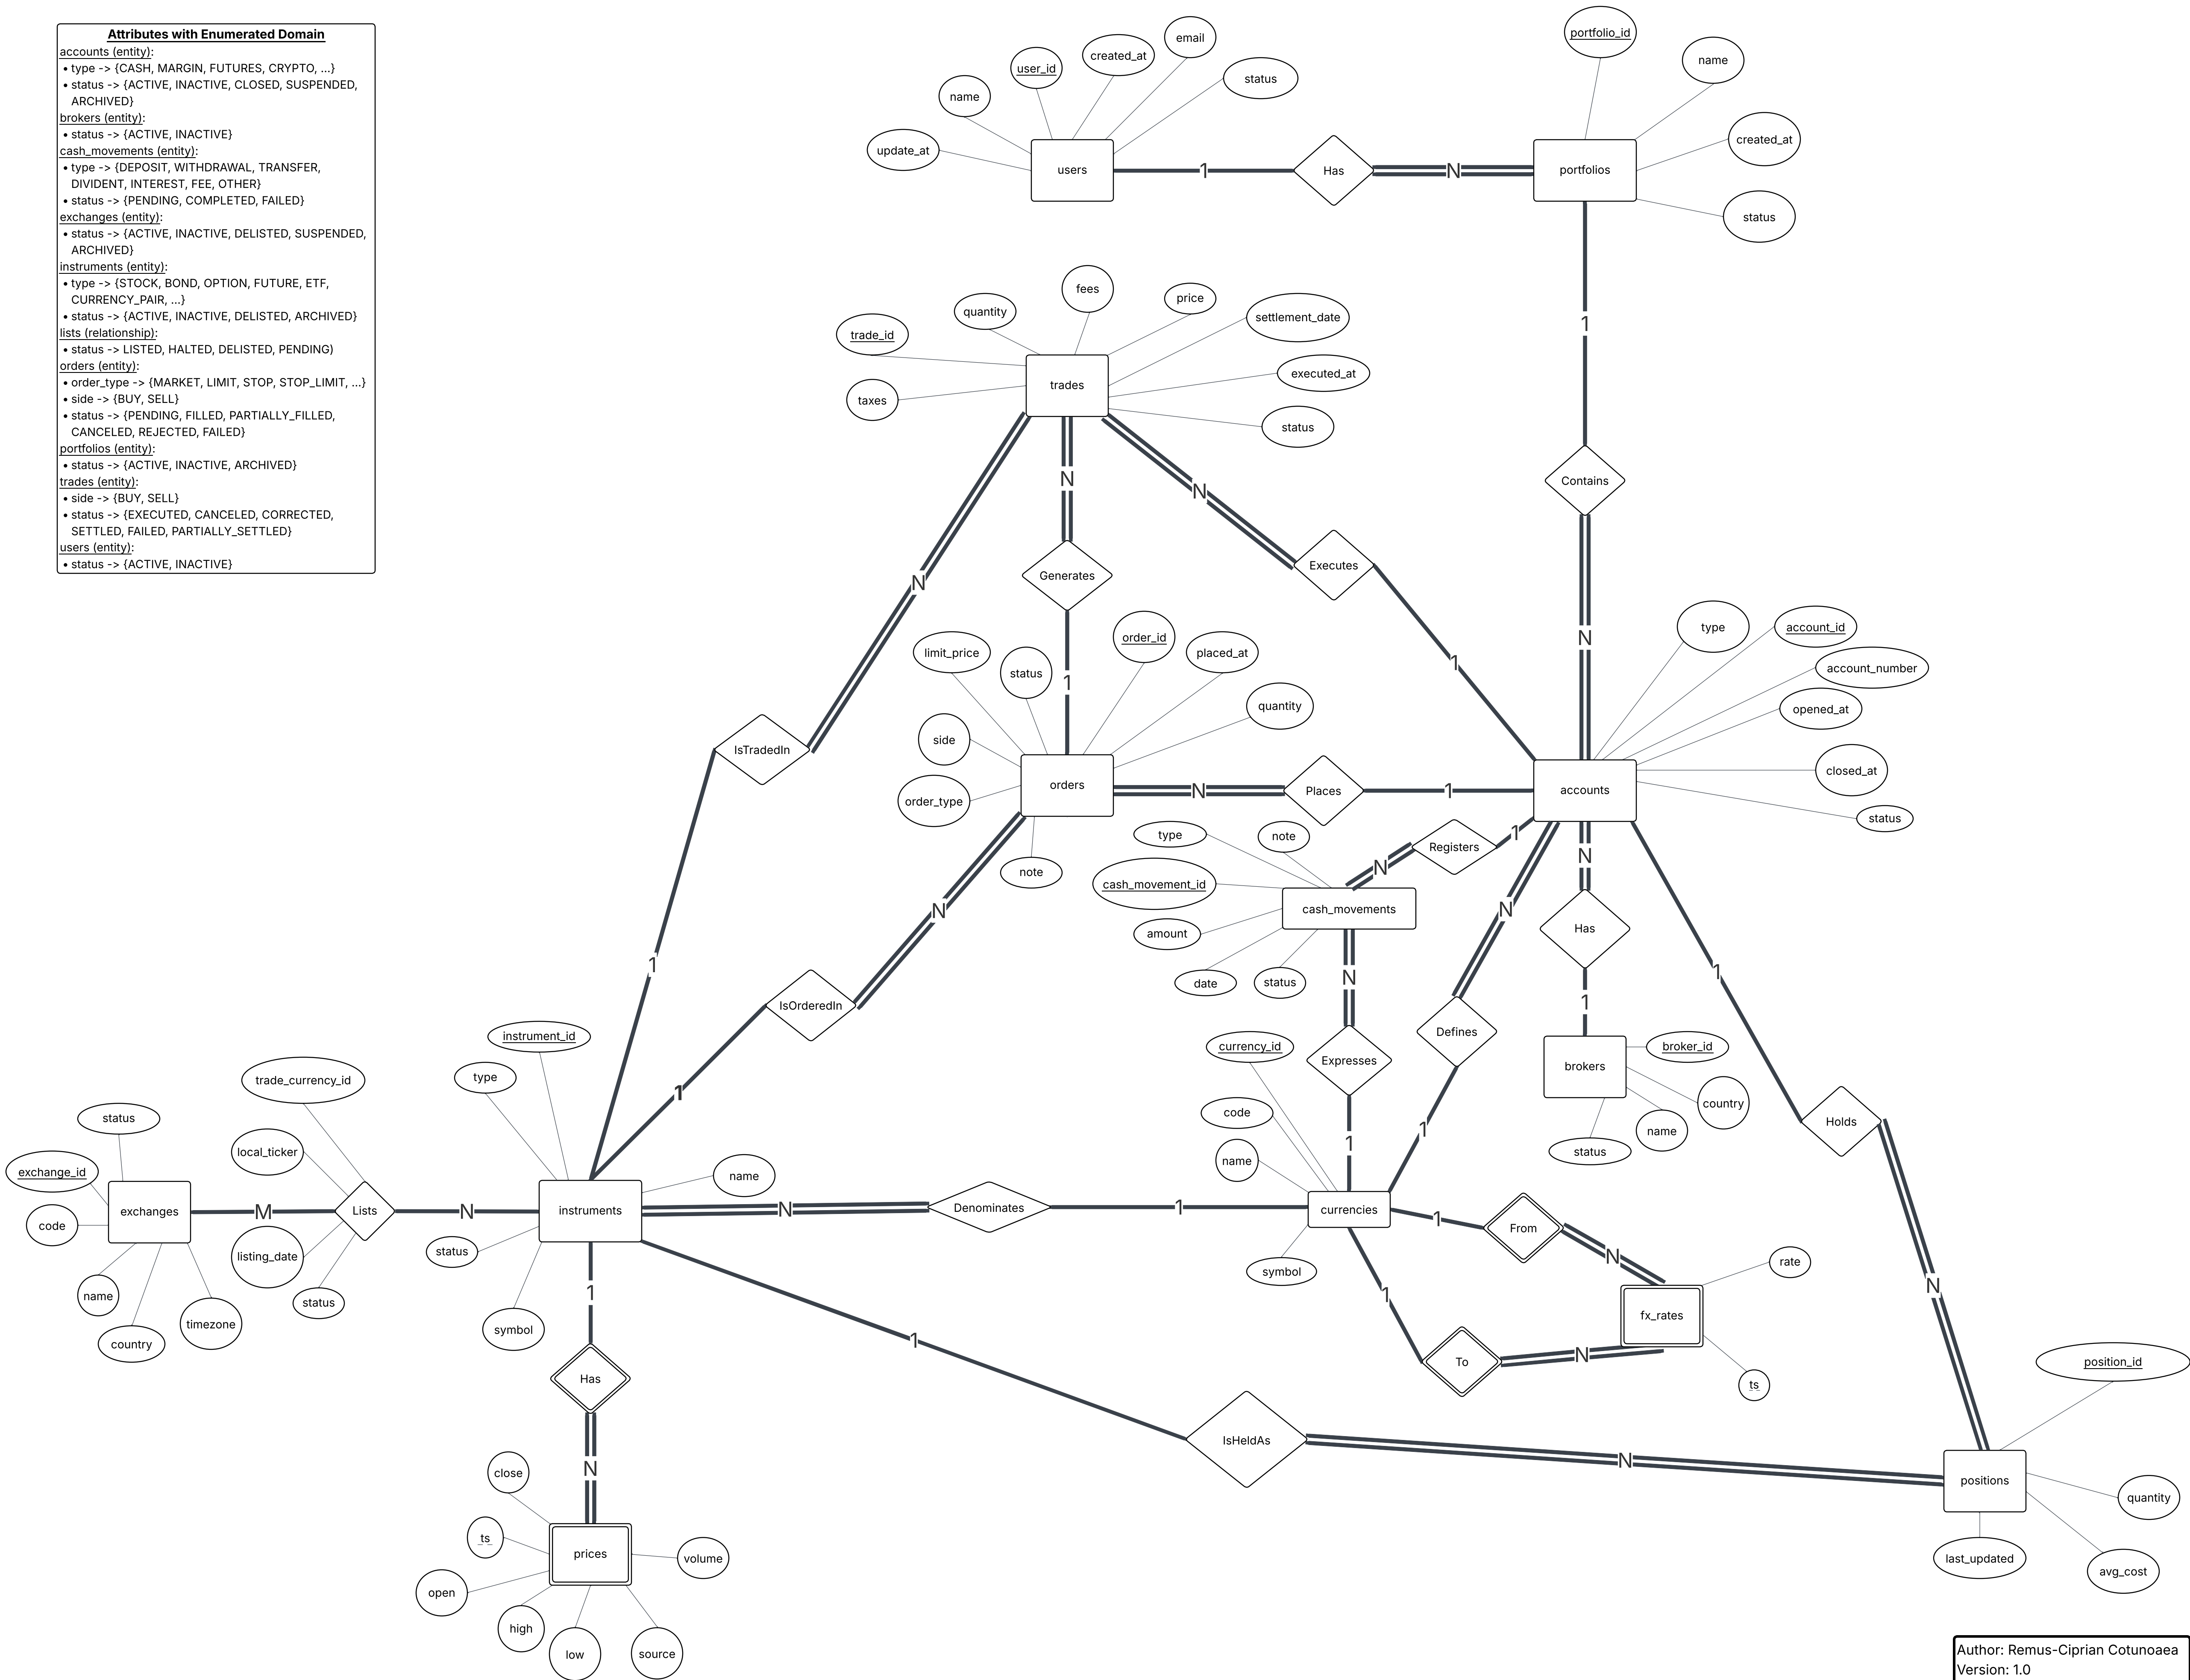 Attributes with Enumerated Domain
accounts (entity):
• type -> {CASH, MARGIN, FUTURES, CRYPTO, ...}
• status -> {ACTIVE, INACTIVE, CLOSED, SUSPENDED,
ARCHIVED}
brokers (entity):
• status -> {ACTIVE, INACTIVE}
cash_movements (entity):
• type -> {DEPOSIT, WITHDRAWAL, TRANSFER,
DIVIDENT, INTEREST, FEE, OTHER}
• status -> {PENDING, COMPLETED, FAILED}
exchanges (entity):
• status -> {ACTIVE, INACTIVE, DELISTED, SUSPENDED,
ARCHIVED}
instruments (entity):
• type -> {STOCK, BOND, OPTION, FUTURE, ETF,
CURRENCY_PAIR, ...}
• status -> {ACTIVE, INACTIVE, DELISTED, ARCHIVED}
lists (relationship):
• status -> LISTED, HALTED, DELISTED, PENDING)
orders (entity):
• order_type -> {MARKET, LIMIT, STOP, STOP_LIMIT, ...}
• side -> {BUY, SELL}
• status -> {PENDING, FILLED, PARTIALLY_FILLED,
CANCELED, REJECTED, FAILED}
portfolios (entity):
• status -> {ACTIVE, INACTIVE, ARCHIVED}
trades (entity):
• side -> {BUY, SELL}
• status -> {EXECUTED, CANCELED, CORRECTED,
SETTLED, FAILED, PARTIALLY_SETTLED}
users (entity):
• status -> {ACTIVE, INACTIVE}
update_at
name
user_id
created_at
email
status
users
1
Has
N
portfolios
portfolio_id
name
created_at
status
1
Contains
N
taxes
trade_id
quantity
fees
price
settlement_date
executed_at
status
trades
N
IsTradedIn
1
N
Generates
1
N
Executes
1
limit_price
status
order_id
placed_at
quantity
side
order_type
note
orders
N
Places
1
N
IsOrderedIn
1
type
account_id
account_number
opened_at
closed_at
status
accounts
1
Registers
N
type
note
cash_movement_id
amount
date
status
cash_movements
N
Expresses
1
N
Defines
1
N
Has
1
brokers
broker_id
country
name
status
1
Holds
N
status
exchange_id
code
name
country
timezone
exchanges
M
Lists
N
trade_currency_id
local_ticker
listing_date
status
instrument_id
type
name
status
symbol
instruments
N
Denominates
1
currency_id
code
name
symbol
currencies
1
From
N
1
To
N
fx_rates
rate
ts
1
Has
N
1
IsHeldAs
N
position_id
positions
quantity
avg_cost
last_updated
close
ts
open
high
low
source
volume
prices
Author: Remus-Ciprian Cotunoaea
Version: 1.0